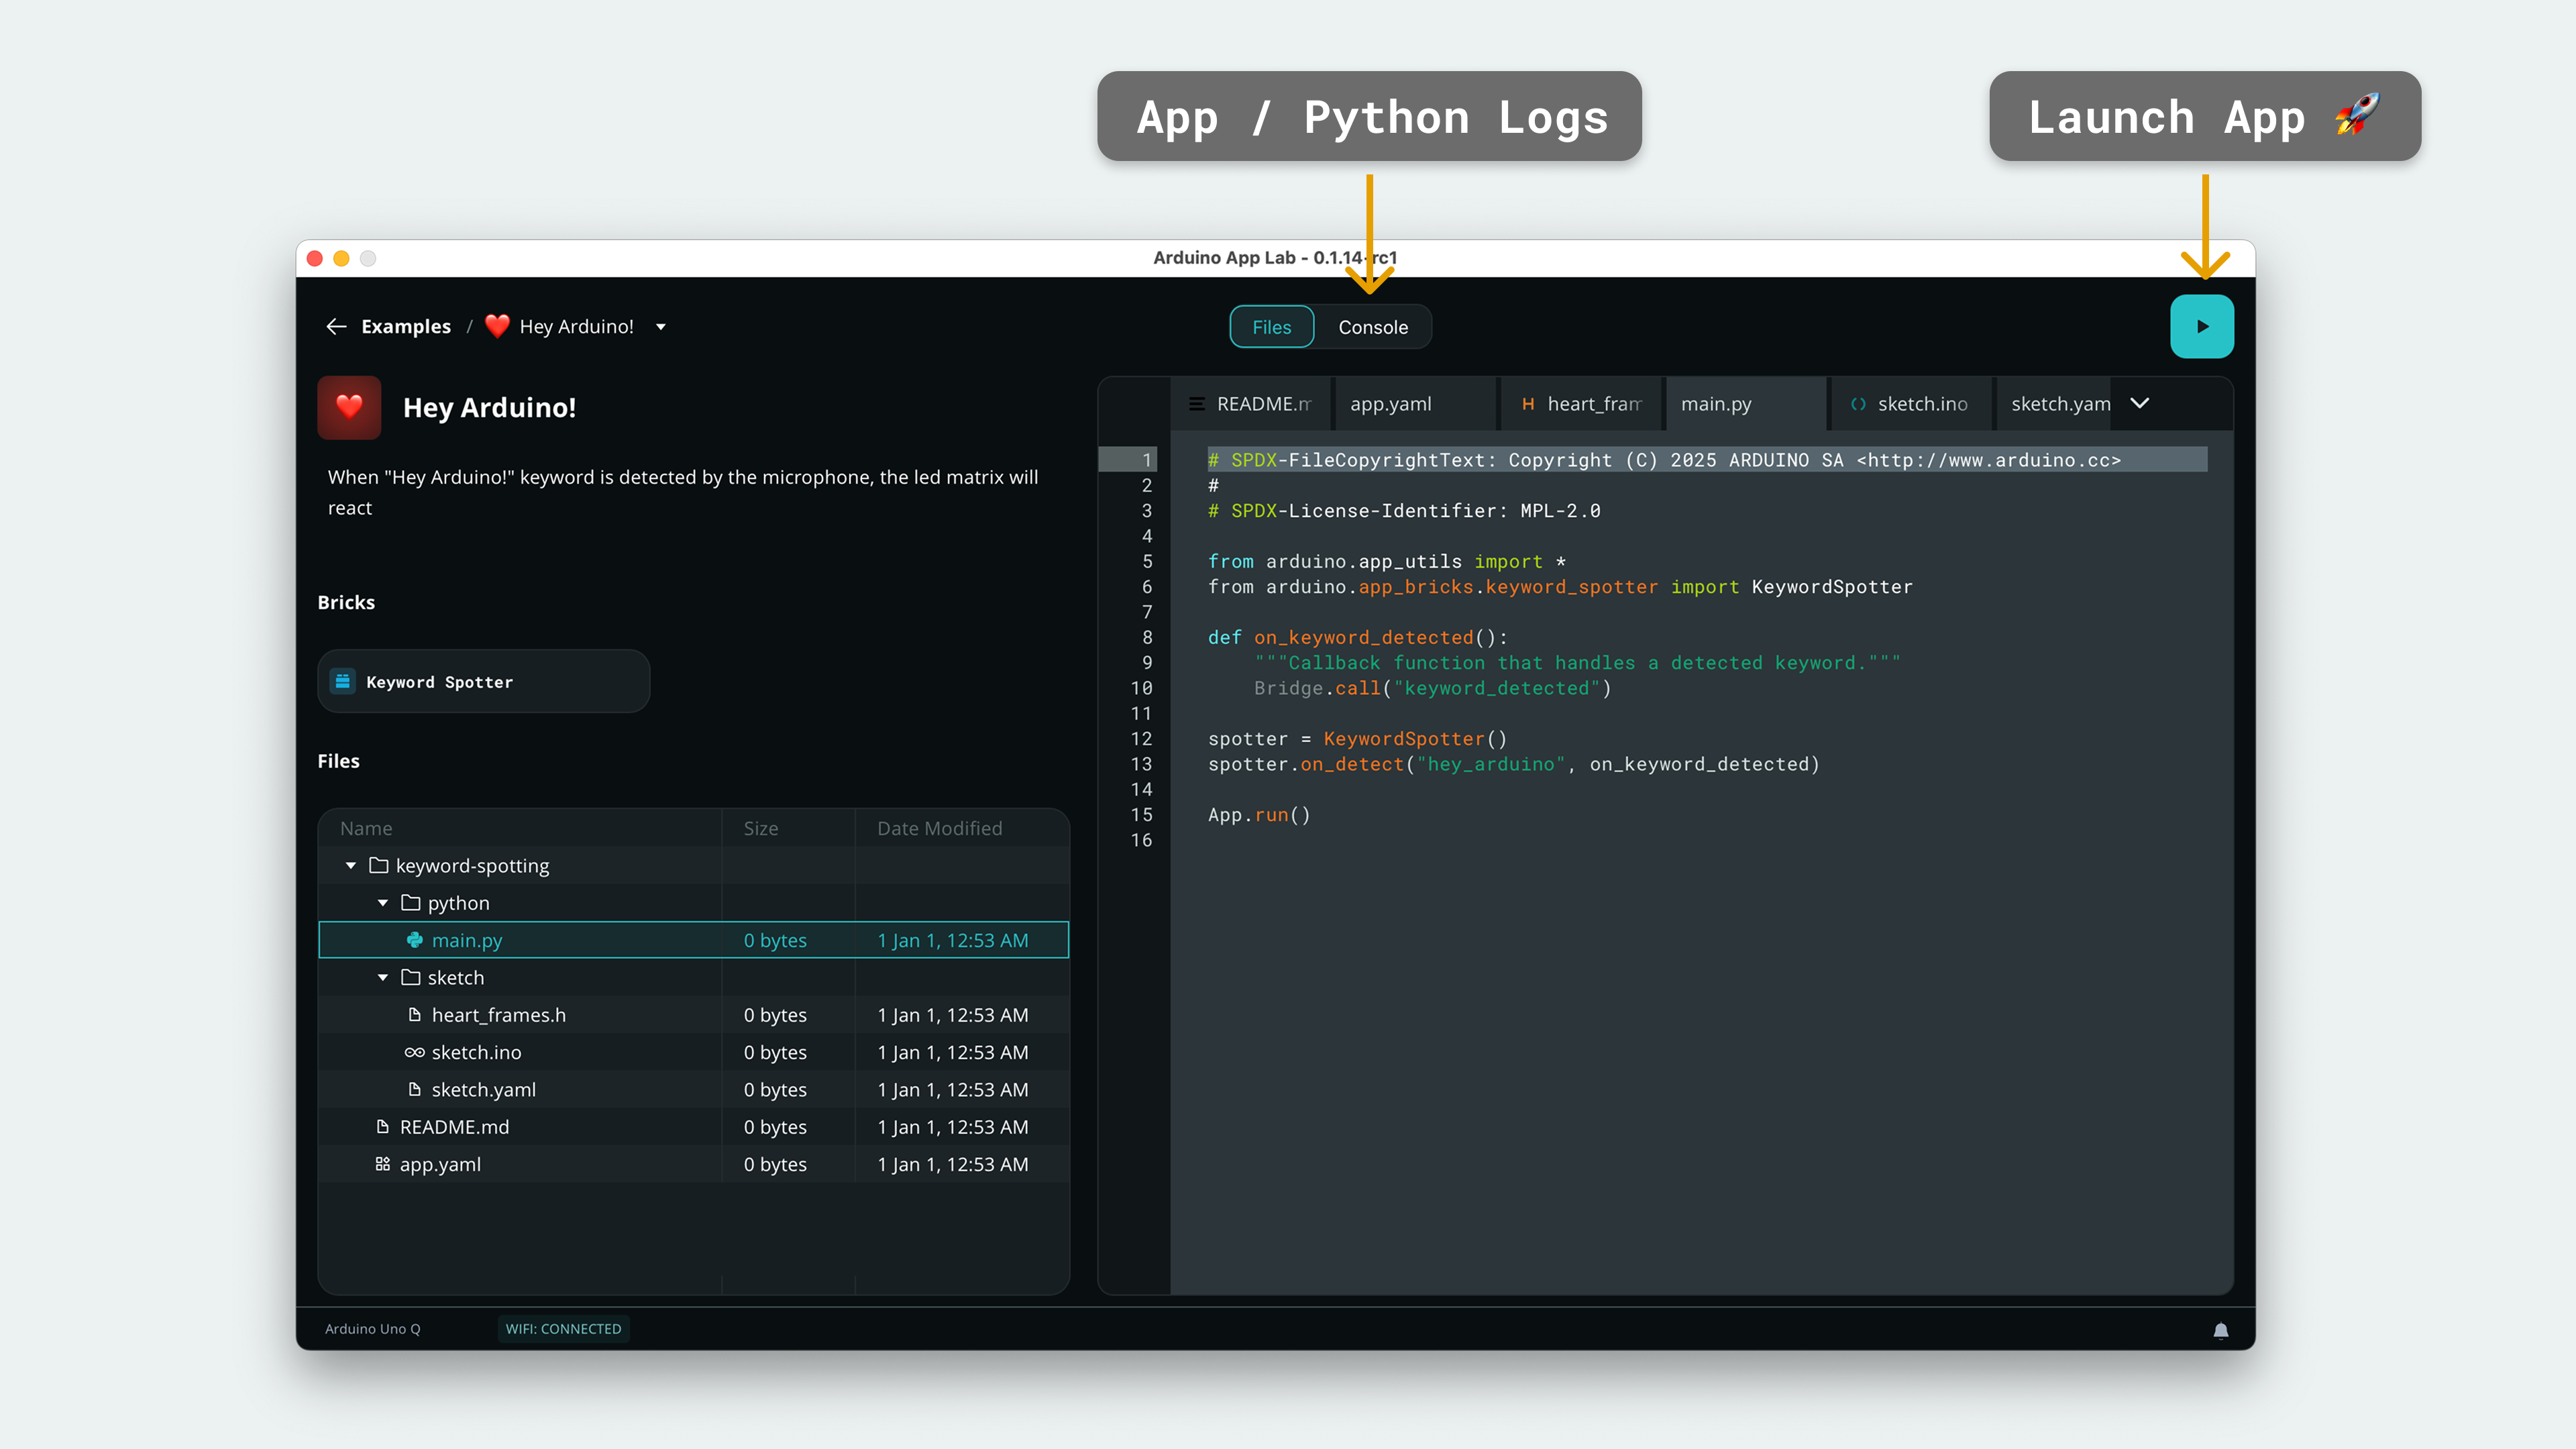 App / Python Logs
Launch App 🚀
Arduino App Lab - 0.1.14-rc1
Examples / ❤️ Hey Arduino!
Files Console
Hey Arduino!
When "Hey Arduino!" keyword is detected by the microphone, the led matrix will
react
Bricks
Keyword Spotter
Files
Name Size Date Modified
keyword-spotting
python
main.py 0 bytes 1 Jan 1, 12:53 AM
sketch
heart_frames.h 0 bytes 1 Jan 1, 12:53 AM
sketch.ino 0 bytes 1 Jan 1, 12:53 AM
sketch.yaml 0 bytes 1 Jan 1, 12:53 AM
README.md 0 bytes 1 Jan 1, 12:53 AM
app.yaml 0 bytes 1 Jan 1, 12:53 AM
README.m app.yaml H heart_fram main.py sketch.ino sketch.yam
1 # SPDX-FileCopyrightText: Copyright (C) 2025 ARDUINO SA <http://www.arduino.cc>
2 #
3 # SPDX-License-Identifier: MPL-2.0
4
5 from arduino.app_utils import *
6 from arduino.app_bricks.keyword_spotter import KeywordSpotter
7
8 def on_keyword_detected():
9     """Callback function that handles a detected keyword."""
10     Bridge.call("keyword_detected")
11
12 spotter = KeywordSpotter()
13 spotter.on_detect("hey_arduino", on_keyword_detected)
14
15 App.run()
16
Arduino Uno Q WIFI: CONNECTED